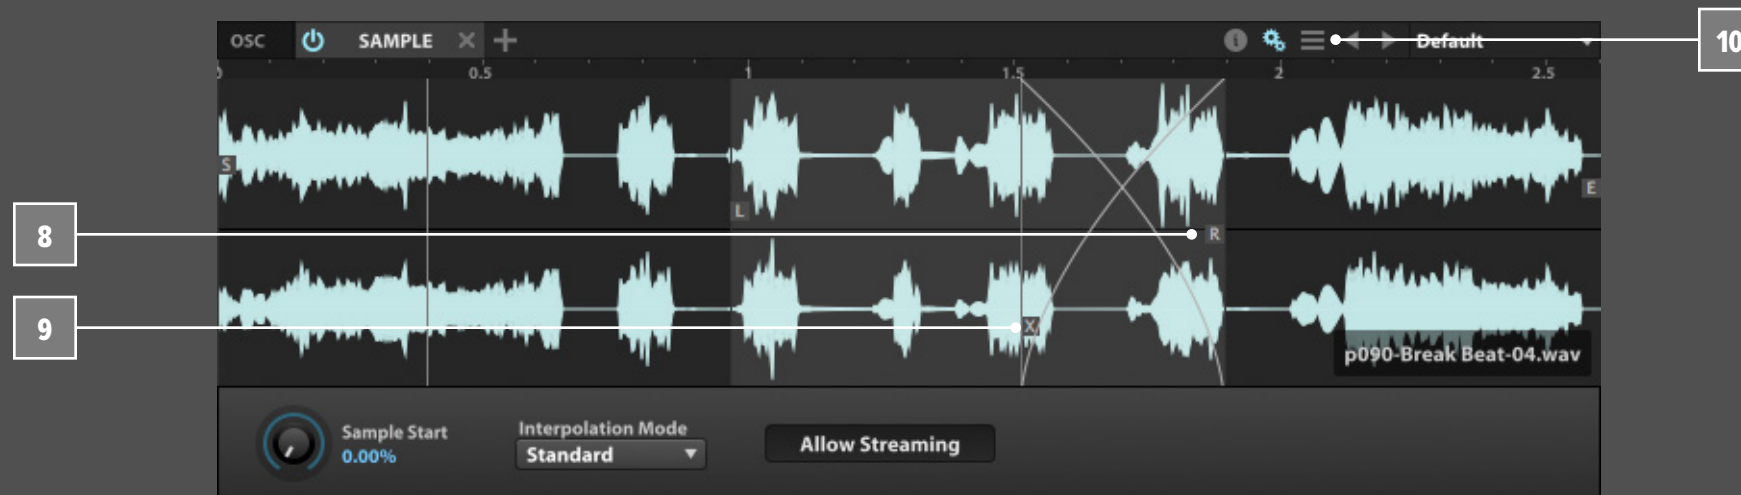 OSC SAMPLE Default 10
0 0.5 1 1.5 2 2.5
S
E
L
8
R
9
X
p090-Break Beat-04.wav
Sample Start
0.00%
Interpolation Mode
Standard
Allow Streaming